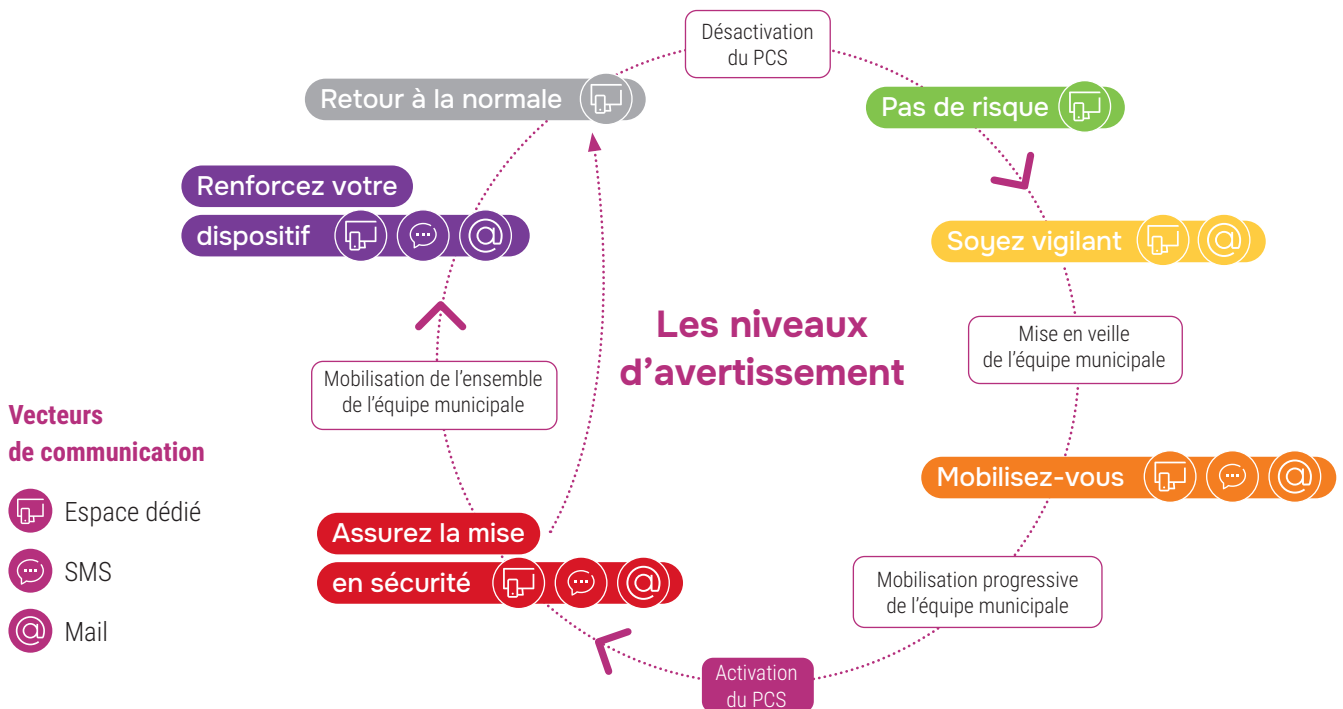 Désactivation
du PCS
Retour à la normale
Pas de risque
Renforcez votre
dispositif
Soyez vigilant
Les niveaux
d’avertissement
Mise en veille
de l’équipe municipale
Mobilisation de l’ensemble
de l’équipe municipale
Vecteurs
de communication
Espace dédié
SMS
Mail
Mobilisez-vous
Assurez la mise
en sécurité
Mobilisation progressive
de l’équipe municipale
Activation
du PCS